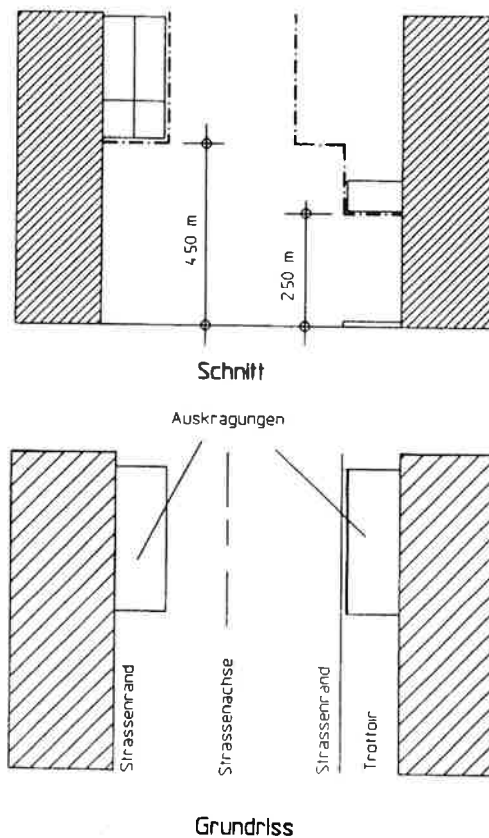 4 50 m
2 50 m
Schnitt
Auskragungen
Strassenrand
Strassenachse
Strassenrand
Trottoir
Grundriss